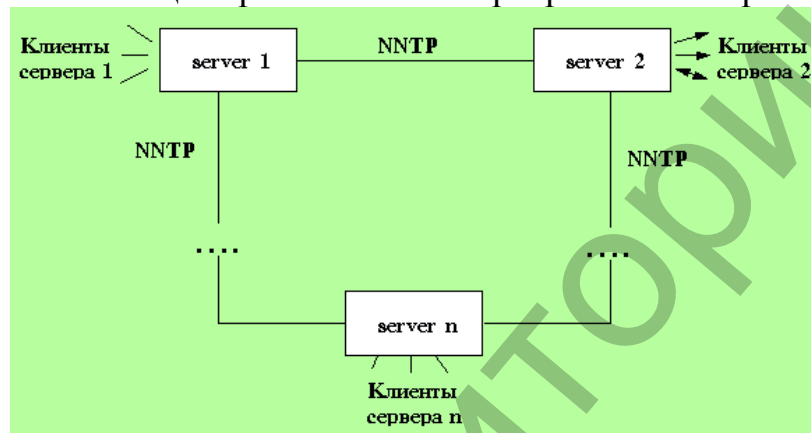 Клиенты
сервера 1
server 1
NNTP
server 2
Клиенты
сервера 2
NNTP
NNTP
....
....
server n
Клиенты
сервера n